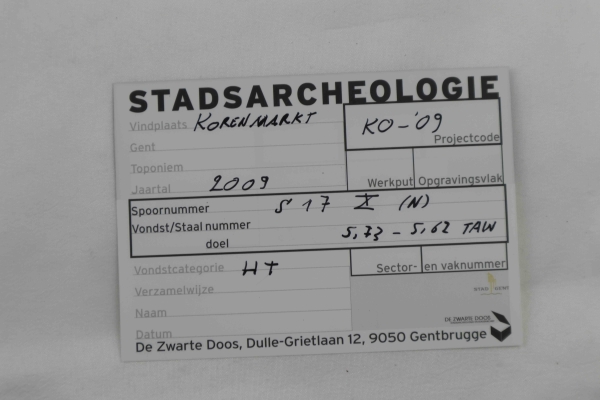 STADSARCHEOLOGIE
Vindplaats KORENMARKT
KO-'09
Projectcode
Gent
Toponiem
Jaartal 2009
Werkput Opgravingsvlak
Spoornummer S 17 X (N)
Vondst/Staal nummer 5,73 - 5,62 TAW
doel
Vondstcategorie HT
Sector- en vaknummer
Verzamelwijze
STAD GENT
Naam
DE ZWARTE DOOS
Datum
De Zwarte Doos, Dulle-Grietlaan 12, 9050 Gentbrugge